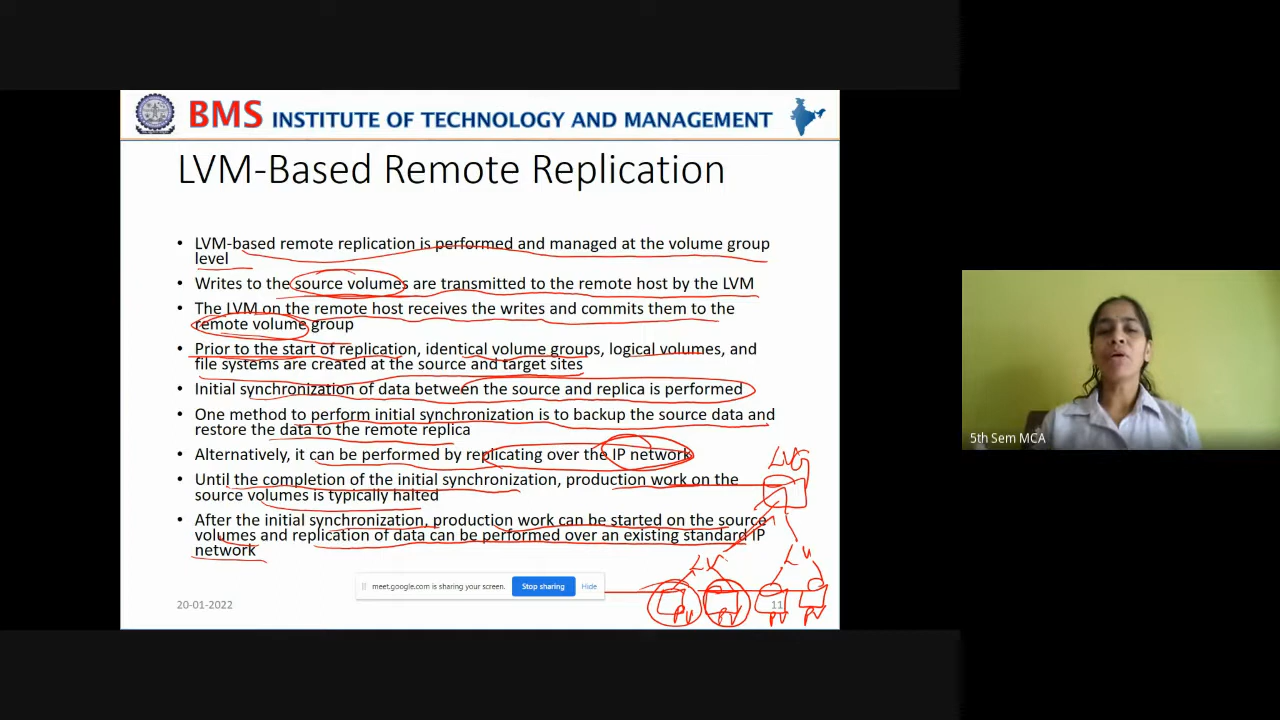 BMS INSTITUTE OF TECHNOLOGY AND MANAGEMENT
LVM-Based Remote Replication
• LVM-based remote replication is performed and managed at the volume group
level
• Writes to the source volumes are transmitted to the remote host by the LVM
• The LVM on the remote host receives the writes and commits them to the
remote volume group
• Prior to the start of replication, identical volume groups, logical volumes, and
file systems are created at the source and target sites
• Initial synchronization of data between the source and replica is performed
• One method to perform initial synchronization is to backup the source data and
restore the data to the remote replica
• Alternatively, it can be performed by replicating over the IP network
• Until the completion of the initial synchronization, production work on the
source volumes is typically halted
• After the initial synchronization, production work can be started on the source
volumes and replication of data can be performed over an existing standard IP
network
LVG
LV LV
PV PV PV PV
meet.google.com is sharing your screen. Stop sharing Hide
20-01-2022 11
5th Sem MCA